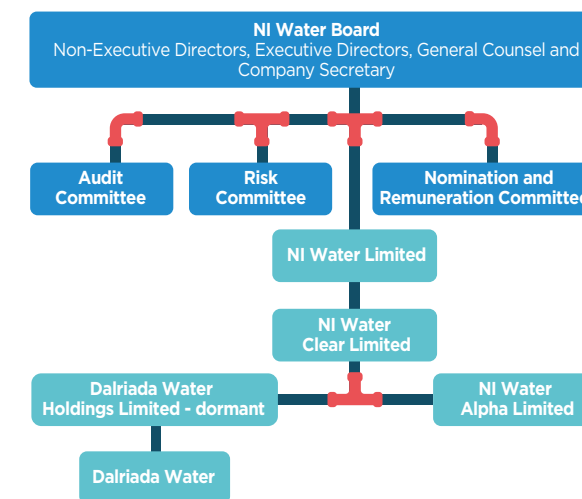 NI Water Board
Non-Executive Directors, Executive Directors, General Counsel and
Company Secretary
Audit
Committee
Risk
Committee
Nomination and
Remuneration Committee
NI Water Limited
NI Water
Clear Limited
Dalriada Water
Holdings Limited - dormant
NI Water
Alpha Limited
Dalriada Water